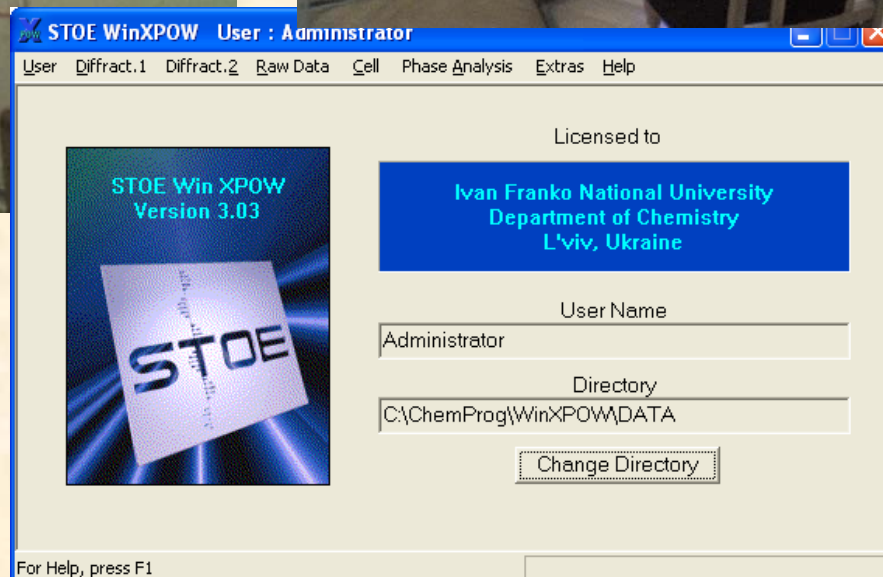 STOE WinXPOW User : Administrator
User Diffract.1 Diffract.2 Raw Data Cell Phase Analysis Extras Help
Licensed to
STOE Win XPOW
Version 3.03
Ivan Franko National University
Department of Chemistry
L'viv, Ukraine
STOE
User Name
Administrator
Directory
C:\ChemProg\WinXPOW\DATA
Change Directory
For Help, press F1